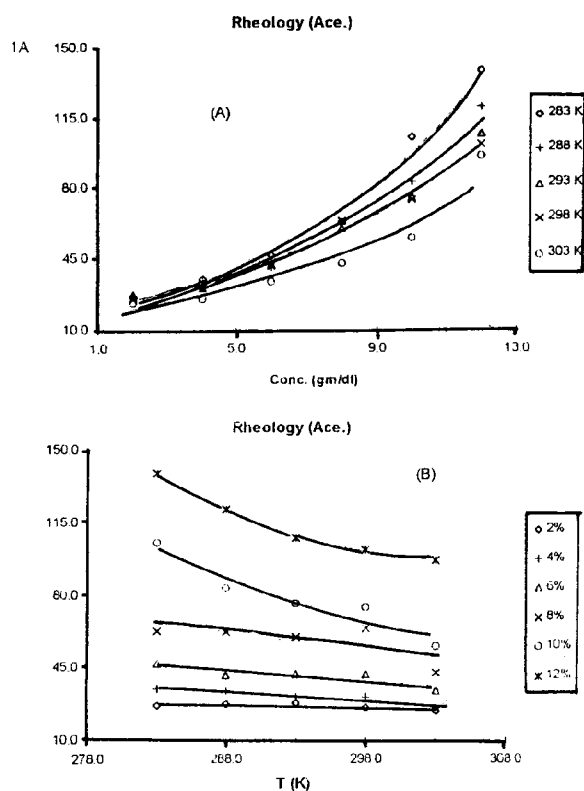 Rheology (Ace.)
1A
150.0
115.0
80.0
45.0
10.0
(A)
1.0
5.0
9.0
13.0
Conc. (gm/dl)
283 K
288 K
293 K
298 K
303 K
Rheology (Ace.)
150.0
115.0
80.0
45.0
10.0
(B)
278.0
288.0
298.0
308.0
T (K)
2%
4%
6%
8%
10%
12%